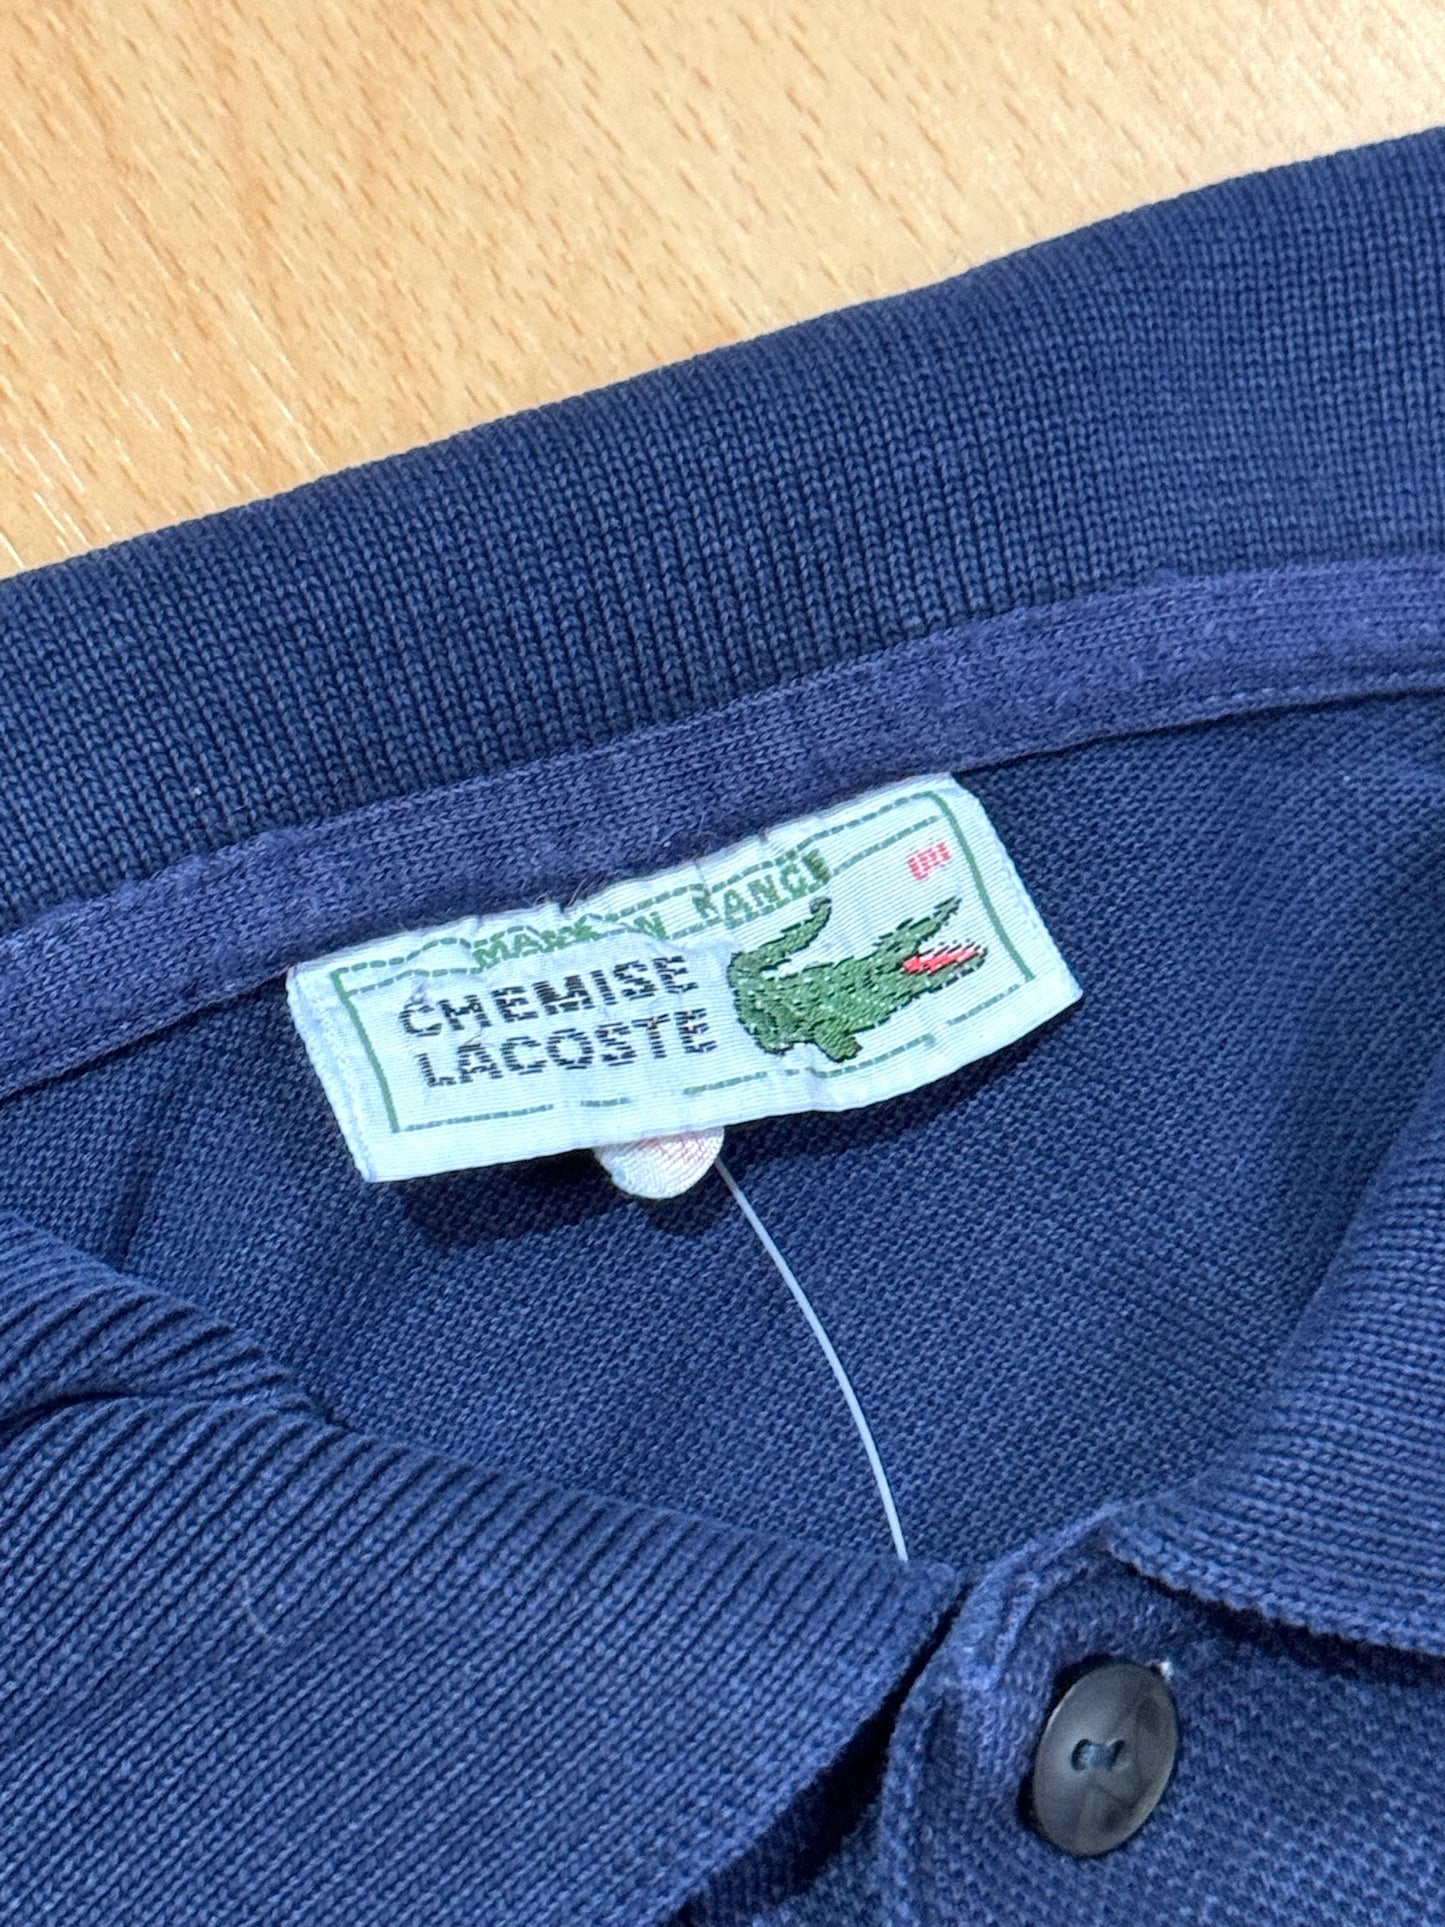 MADE IN FRANCE
®
CHEMISE
LACOSTE